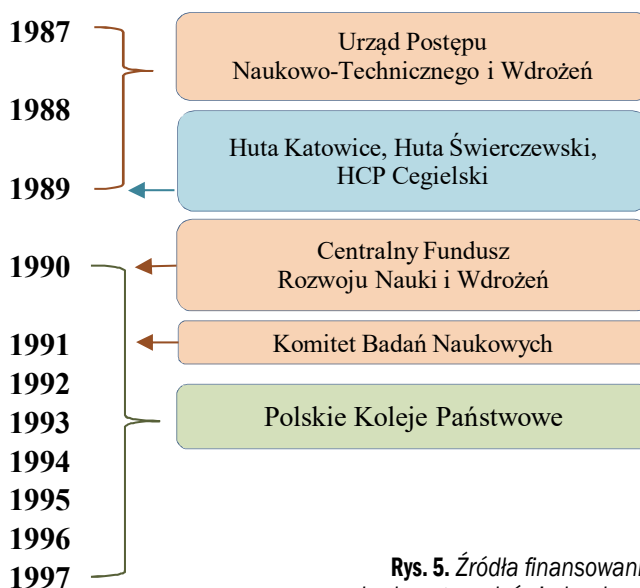 1987
Urząd Postępu
Naukowo-Technicznego i Wdrożeń
1988
Huta Katowice, Huta Świerczewski,
HCP Cegielski
1989
Centralny Fundusz
Rozwoju Nauki i Wdrożeń
1990
1991
Komitet Badań Naukowych
1992
1993
Polskie Koleje Państwowe
1994
1995
1996
1997
Rys. 5. Źródła finansowani